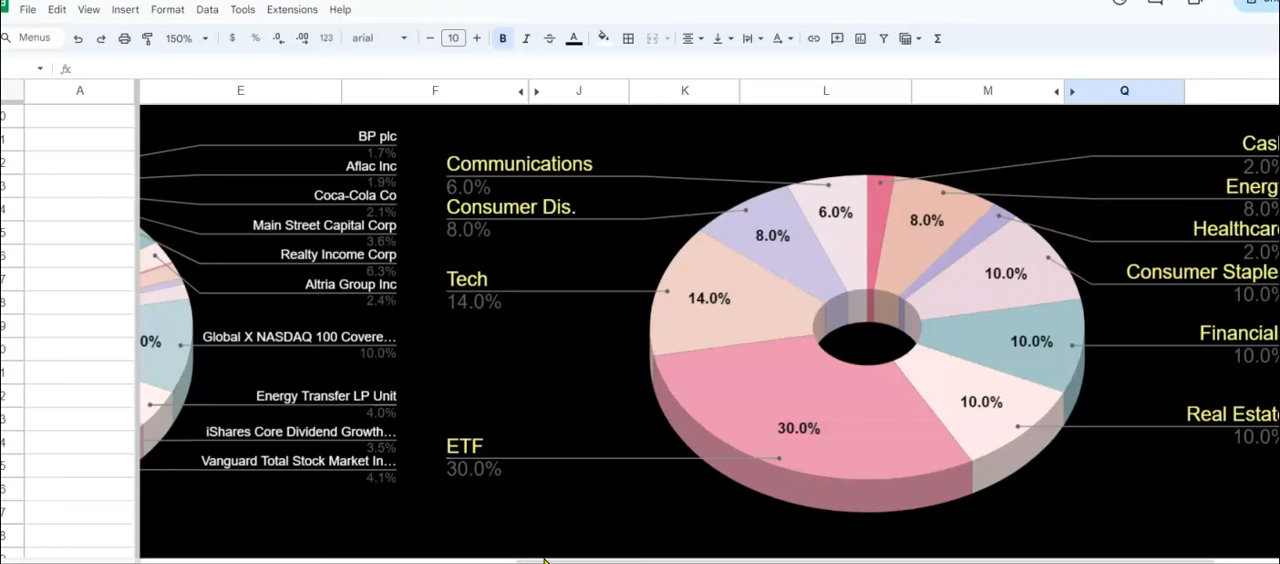 File Edit View Insert Format Data Tools Extensions Help
Menus 150% $ % .0 .00 123 arial 10 B I A Σ
fx
A E F J K L M Q
BP plc
1.7%
Aflac Inc
1.9%
Coca-Cola Co
2.1%
Main Street Capital Corp
3.6%
Realty Income Corp
6.3%
Altria Group Inc
2.4%
0%
Global X NASDAQ 100 Covere...
10.0%
Energy Transfer LP Unit
4.0%
iShares Core Dividend Growth...
3.5%
Vanguard Total Stock Market In...
4.1%
Communications
6.0%
Consumer Dis.
8.0%
Tech
14.0%
ETF
30.0%
6.0%
8.0%
8.0%
14.0%
10.0%
10.0%
10.0%
30.0%
Cas
2.0%
Energ
8.0%
Healthcar
2.0%
Consumer Staple
10.0%
Financial
10.0%
Real Estat
10.0%